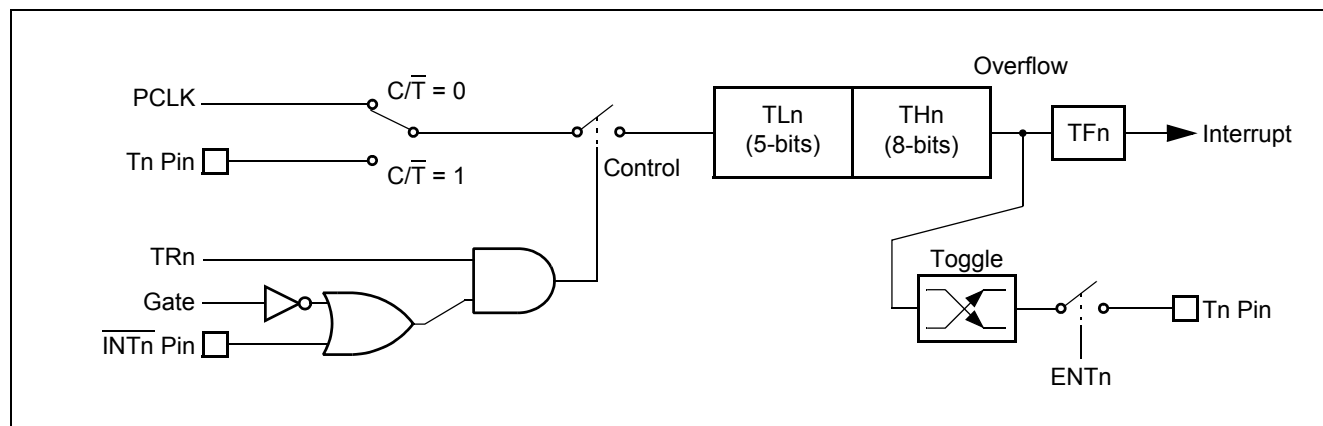 Overflow
PCLK
C/T̅ = 0
TLn
(5-bits)
THn
(8-bits)
TFn
Interrupt
Tn Pin
C/T̅ = 1
Control
TRn
Toggle
Gate
Tn Pin
I̅N̅T̅n̅ Pin
ENTn